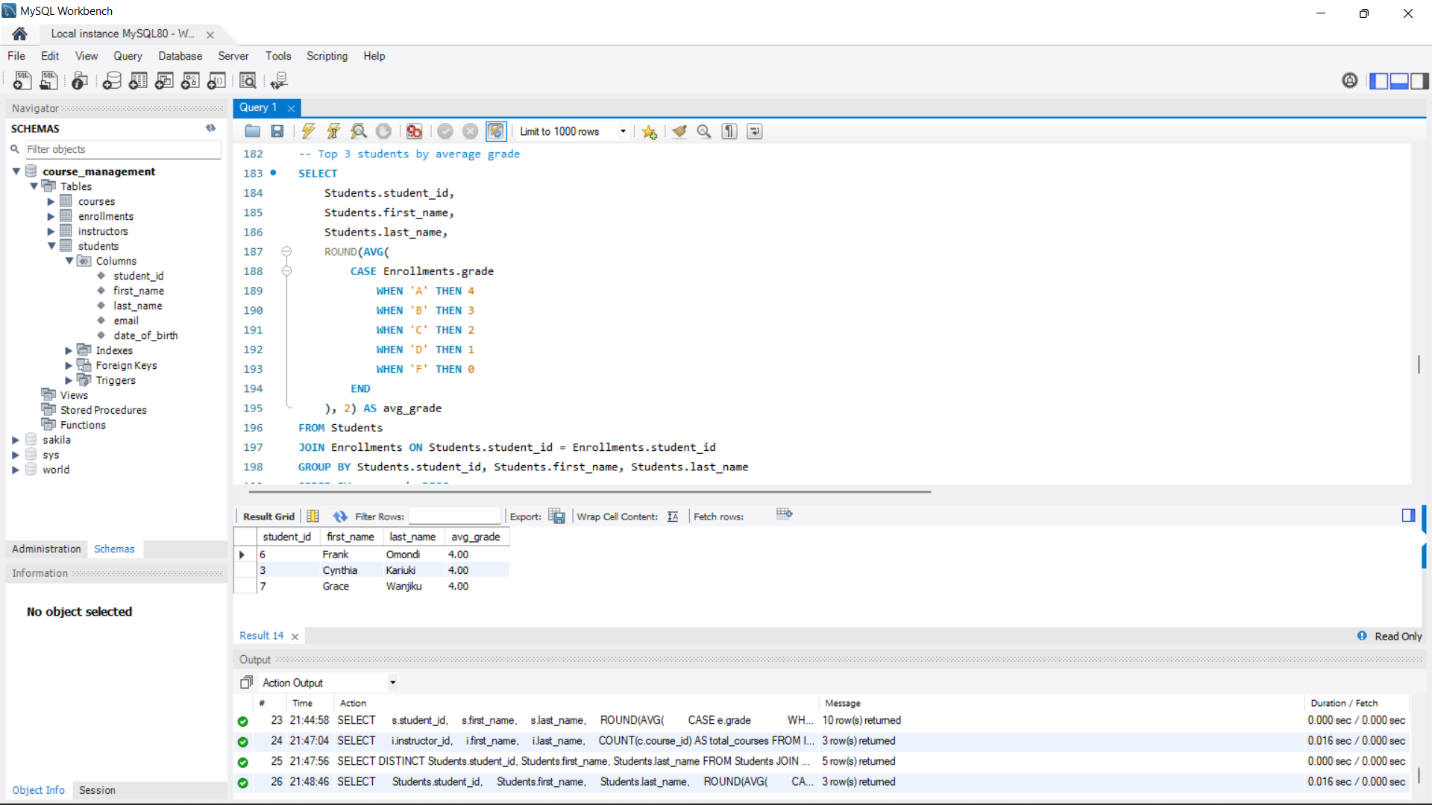 MySQL Workbench
Local instance MySQL80 - W...
File Edit View Query Database Server Tools Scripting Help
Navigator
SCHEMAS
Filter objects
course_management
Tables
courses
enrollments
instructors
students
Columns
student_id
first_name
last_name
email
date_of_birth
Indexes
Foreign Keys
Triggers
Views
Stored Procedures
Functions
sakila
sys
world
Administration Schemas
Information
No object selected
Object Info Session
Query 1
Limit to 1000 rows
182 -- Top 3 students by average grade
183 SELECT
184 Students.student_id,
185 Students.first_name,
186 Students.last_name,
187 ROUND(AVG(
188 CASE Enrollments.grade
189 WHEN 'A' THEN 4
190 WHEN 'B' THEN 3
191 WHEN 'C' THEN 2
192 WHEN 'D' THEN 1
193 WHEN 'F' THEN 0
194 END
195 ), 2) AS avg_grade
196 FROM Students
197 JOIN Enrollments ON Students.student_id = Enrollments.student_id
198 GROUP BY Students.student_id, Students.first_name, Students.last_name
Result Grid Filter Rows: Export: Wrap Cell Content: Fetch rows:
student_id first_name last_name avg_grade
6 Frank Omondi 4.00
3 Cynthia Kariuki 4.00
7 Grace Wanjiku 4.00
Result 14 Read Only
Output
Action Output
# Time Action Message Duration / Fetch
23 21:44:58 SELECT s.student_id, s.first_name, s.last_name, ROUND(AVG( CASE e.grade WH... 10 row(s) returned 0.000 sec / 0.000 sec
24 21:47:04 SELECT i.instructor_id, i.first_name, i.last_name, COUNT(c.course_id) AS total_courses FROM I... 3 row(s) returned 0.016 sec / 0.000 sec
25 21:47:56 SELECT DISTINCT Students.student_id, Students.first_name, Students.last_name FROM Students JOIN ... 5 row(s) returned 0.000 sec / 0.000 sec
26 21:48:46 SELECT Students.student_id, Students.first_name, Students.last_name, ROUND(AVG( CA... 3 row(s) returned 0.016 sec / 0.000 sec